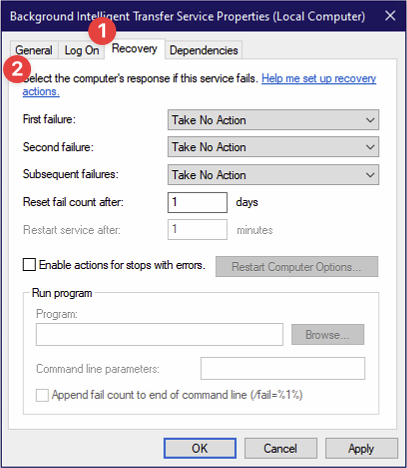 Background Intelligent Transfer Service Properties (Local Computer)
1
General Log On Recovery Dependencies
2
Select the computer's response if this service fails. Help me set up recovery
actions.
First failure: Take No Action
Second failure: Take No Action
Subsequent failures: Take No Action
Reset fail count after: 1 days
Restart service after: 1 minutes
Enable actions for stops with errors. Restart Computer Options...
Run program
Program:
Browse...
Command line parameters:
Append fail count to end of command line (/fail=%1%)
OK Cancel Apply